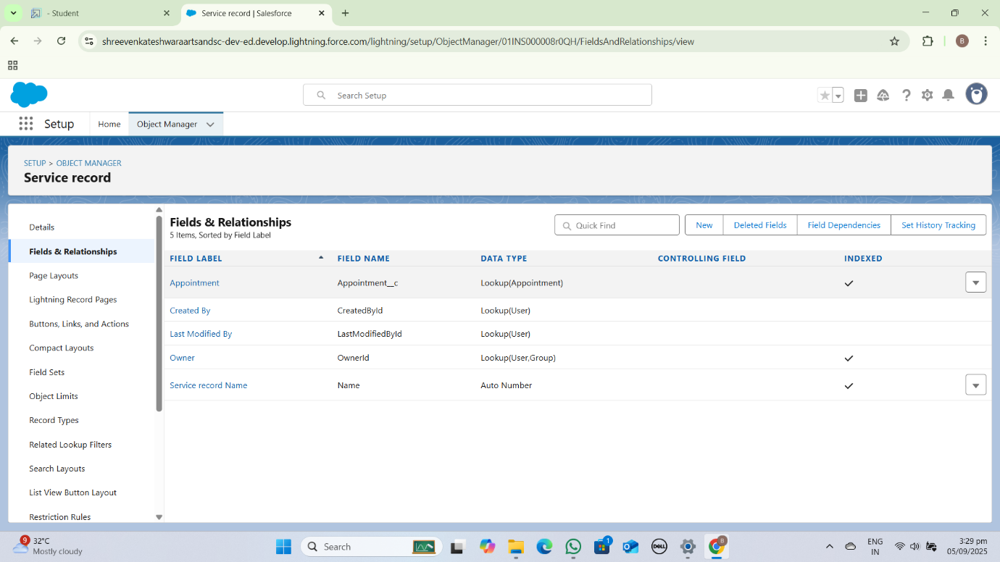 - Student
Service record | Salesforce
shreevenkateshwaraartsandsc-dev-ed.develop.lightning.force.com/lightning/setup/ObjectManager/01INS000008r0QH/FieldsAndRelationships/view
B
Search Setup
Setup
Home
Object Manager
SETUP > OBJECT MANAGER
Service record
Details
Fields & Relationships
Page Layouts
Lightning Record Pages
Buttons, Links, and Actions
Compact Layouts
Field Sets
Object Limits
Record Types
Related Lookup Filters
Search Layouts
List View Button Layout
Restriction Rules
Fields & Relationships
5 Items, Sorted by Field Label
Quick Find
New
Deleted Fields
Field Dependencies
Set History Tracking
FIELD LABEL FIELD NAME DATA TYPE CONTROLLING FIELD INDEXED
Appointment Appointment__c Lookup(Appointment)
Created By CreatedById Lookup(User)
Last Modified By LastModifiedById Lookup(User)
Owner OwnerId Lookup(User,Group)
Service record Name Name Auto Number
9
32°C
Mostly cloudy
Search
1
DELL
B
ENG
IN
3:29 pm
05/09/2025